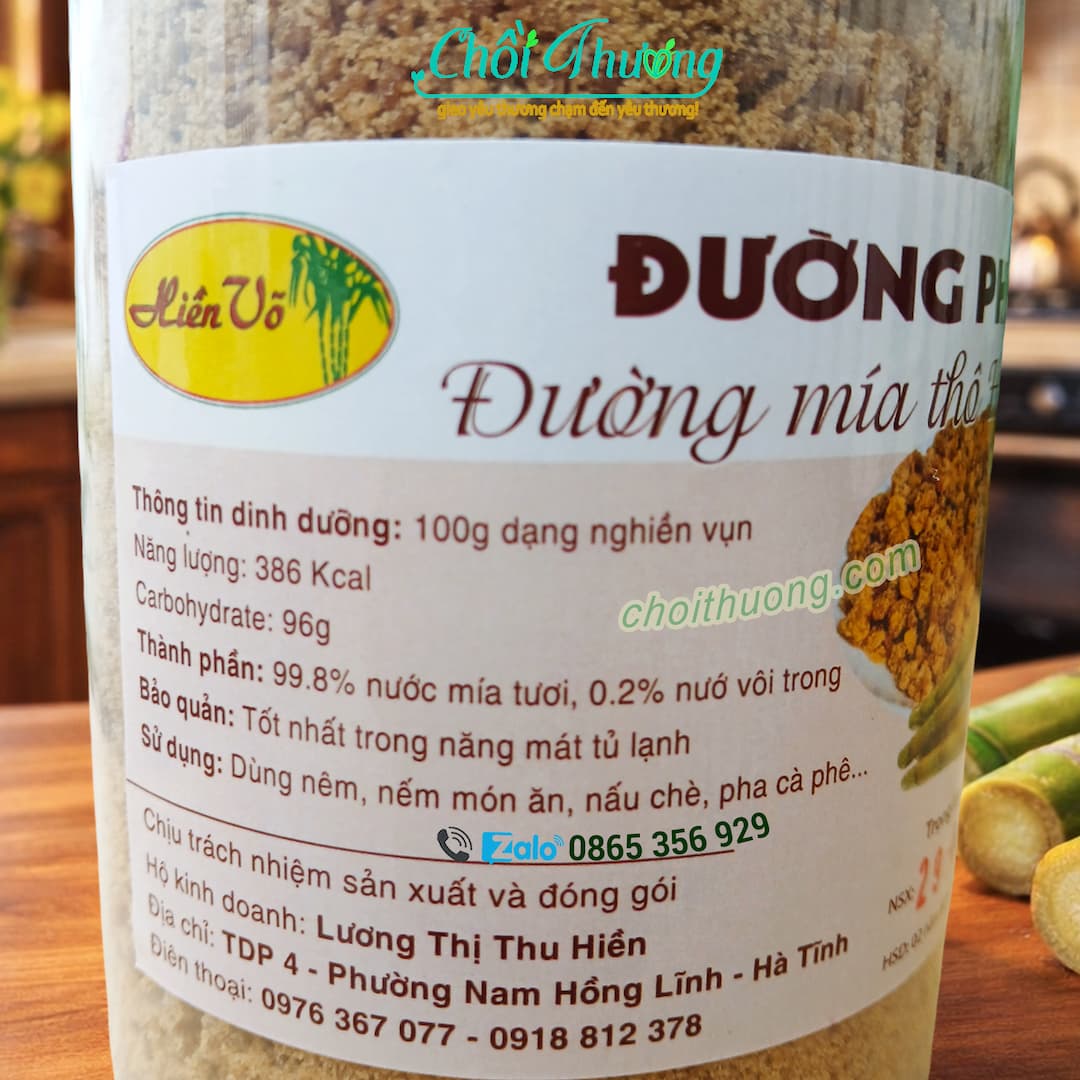 Chồi Thương
gieo yêu thương chạm đến yêu thương!
Hiền Võ
ĐƯỜNG
Đường mía thô
Thông tin dinh dưỡng: 100g dạng nghiền vụn
Năng lượng: 386 Kcal
Carbohydrate: 96g
choithuong.com
Thành phần: 99.8% nước mía tươi, 0.2% nướ vôi trong
Bảo quản: Tốt nhất trong năng mát tủ lạnh
Sử dụng: Dùng nêm, nếm món ăn, nấu chè, pha cà phê...
Zalo 0865 356 929
Chịu trách nhiệm sản xuất và đóng gói
Hộ kinh doanh: Lương Thị Thu Hiền
Địa chỉ: TDP 4 - Phường Nam Hồng Lĩnh - Hà Tĩnh
Điện thoại: 0976 367 077 - 0918 812 378
NSX: 29
HSD: 02